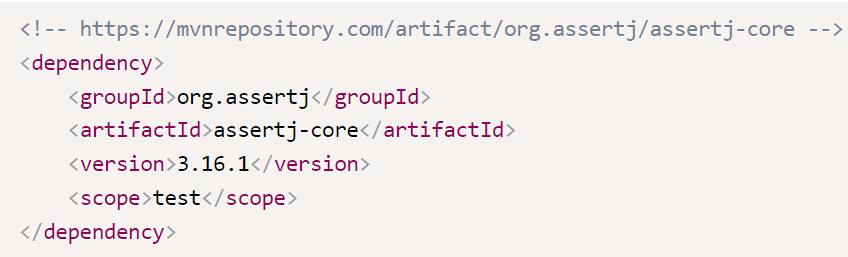 <!-- https://mvnrepository.com/artifact/org.assertj/assertj-core -->
<dependency>
    <groupId>org.assertj</groupId>
    <artifactId>assertj-core</artifactId>
    <version>3.16.1</version>
    <scope>test</scope>
</dependency>